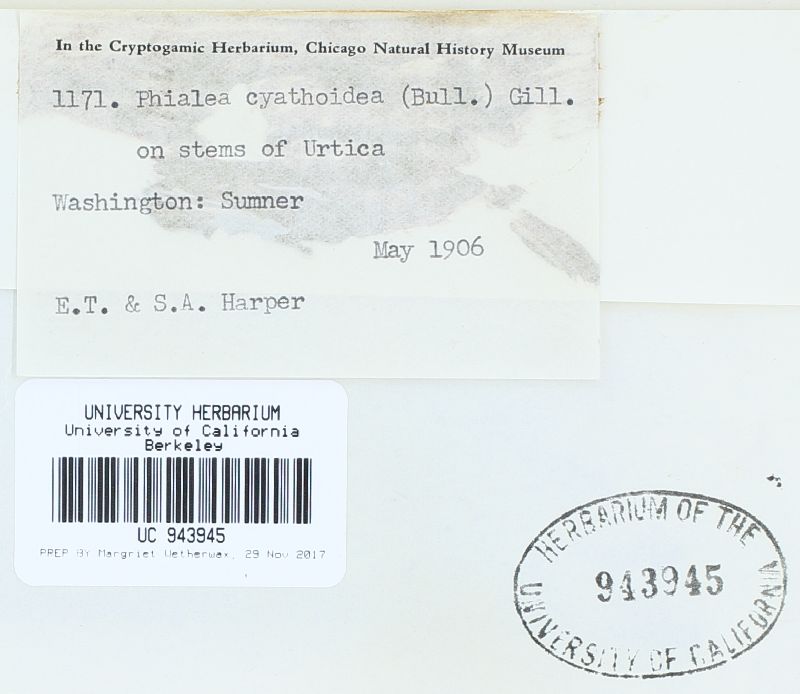 In the Cryptogamic Herbarium, Chicago Natural History Museum
1171. Phialea cyathoidea (Bull.) Gill.
on stems of Urtica
Washington: Sumner
May 1906
E.T. & S.A. Harper
UNIVERSITY HERBARIUM
University of California
Berkeley
UC 943945
PREP BY Margriet Wetherwax, 29 Nov 2017
HERBARIUM OF THE
943945
UNIVERSITY OF CALIFORNIA